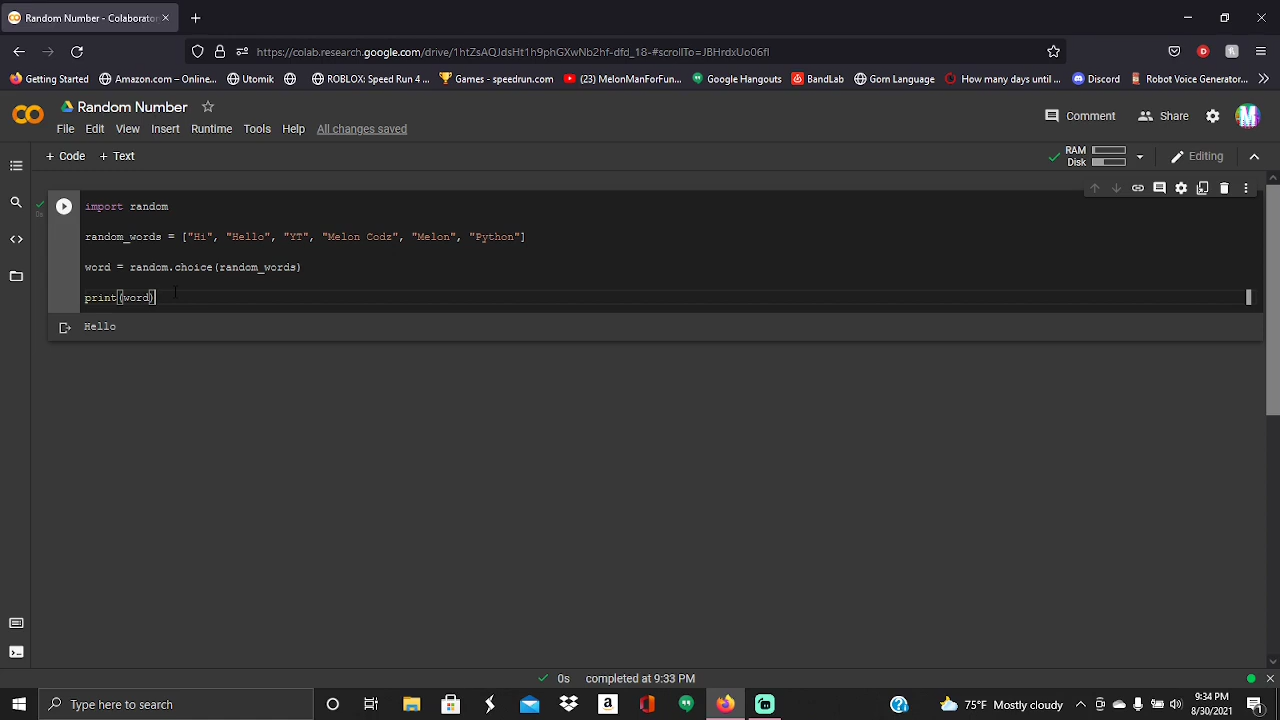 Random Number - Colaborator
https://colab.research.google.com/drive/1htZsAQJdsHt1h9phGXwNb2hf-dfd_18-#scrollTo=JBHrdxUo06fl
Getting Started
Amazon.com – Online...
Utomik
ROBLOX: Speed Run 4 ...
Games - speedrun.com
(23) MelonManForFun...
Google Hangouts
BandLab
Gorn Language
How many days until ...
Discord
Robot Voice Generator...
Random Number
Comment
Share
File Edit View Insert Runtime Tools Help All changes saved
+ Code + Text
RAM
Disk
Editing
import random
0s
random_words = ["Hi", "Hello", "YT", "Melon Codz", "Melon", "Python"]
word = random.choice(random_words)
print(word)
Hello
0s completed at 9:33 PM
Type here to search
75°F Mostly cloudy
9:34 PM
8/30/2021